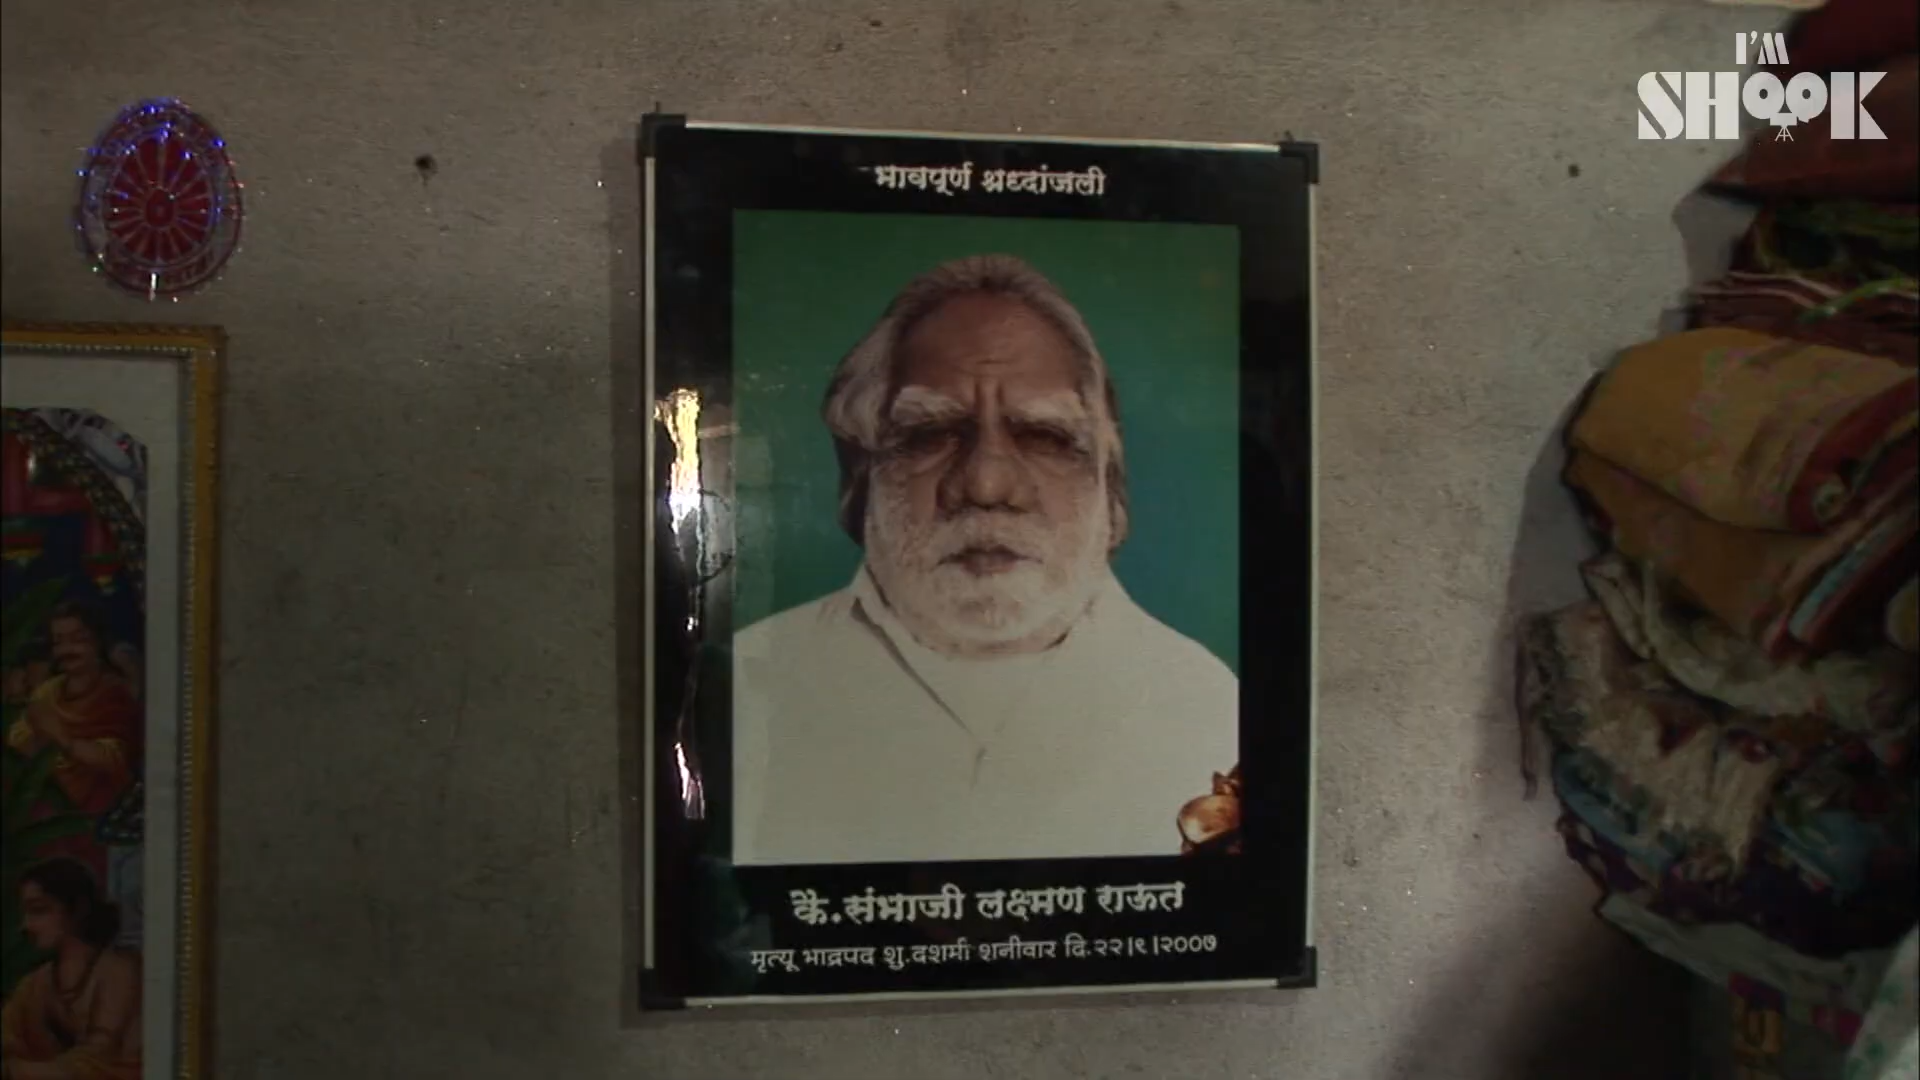 I'M
SHOOK
भावपूर्ण श्रध्दांजली
कै.संभाजी लक्ष्मण राऊत
मृत्यू भाद्रपद शु.दशमी शनीवार दि.२२।९।२००७